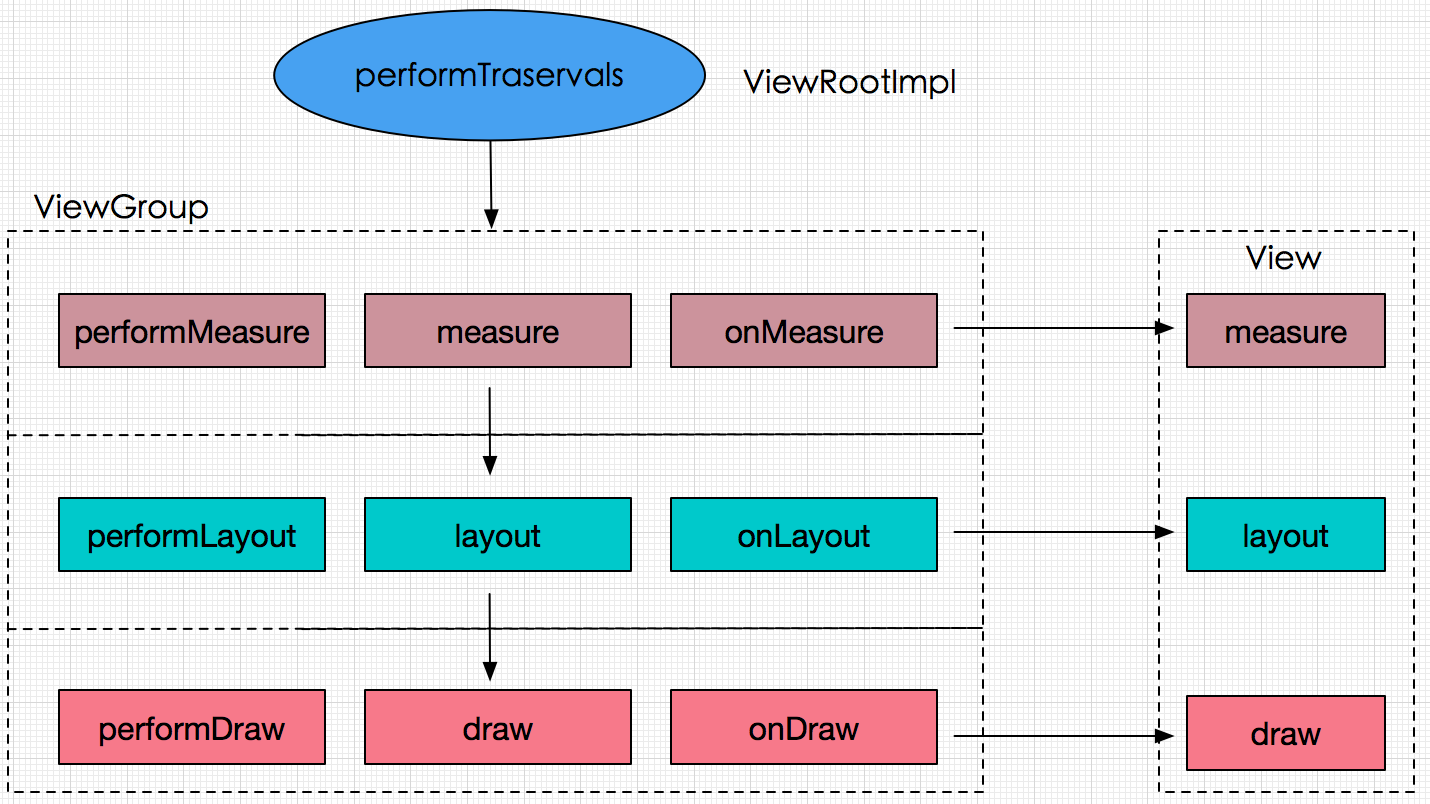 performTraservals
ViewRootImpl
ViewGroup
View
performMeasure
measure
onMeasure
measure
performLayout
layout
onLayout
layout
performDraw
draw
onDraw
draw